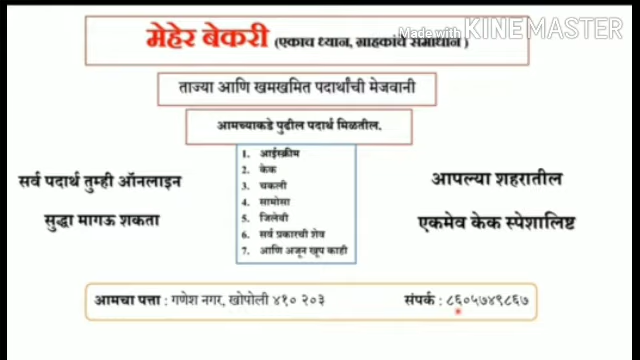 Made with KINEMASTER
मेहेर बेकरी (एकाच ध्यान, ग्राहकांचे समाधान )
ताज्या आणि खमखमित पदार्थांची मेजवानी
आमच्याकडे पुढील पदार्थ मिळतील.
1. आईस्क्रीम
2. केक
3. चकली
4. सामोसा
5. जिलेबी
6. सर्व प्रकारची शेव
7. आणि अजून खूप काही
सर्व पदार्थ तुम्ही ऑनलाइन
सुद्धा मागऊ शकता
आपल्या शहरातील
एकमेव केक स्पेशालिष्ट
आमचा पत्ता : गणेश नगर, खोपोली ४१० २०३
संपर्क : ८६०५७४९८६७